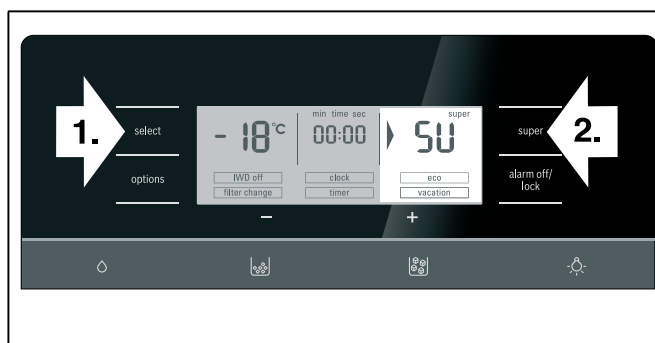 min time sec
super
1.
select
- 18°C
00:00
SU
super
2.
options
IWD off
clock
eco
alarm off/
lock
filter change
timer
vacation
−
+